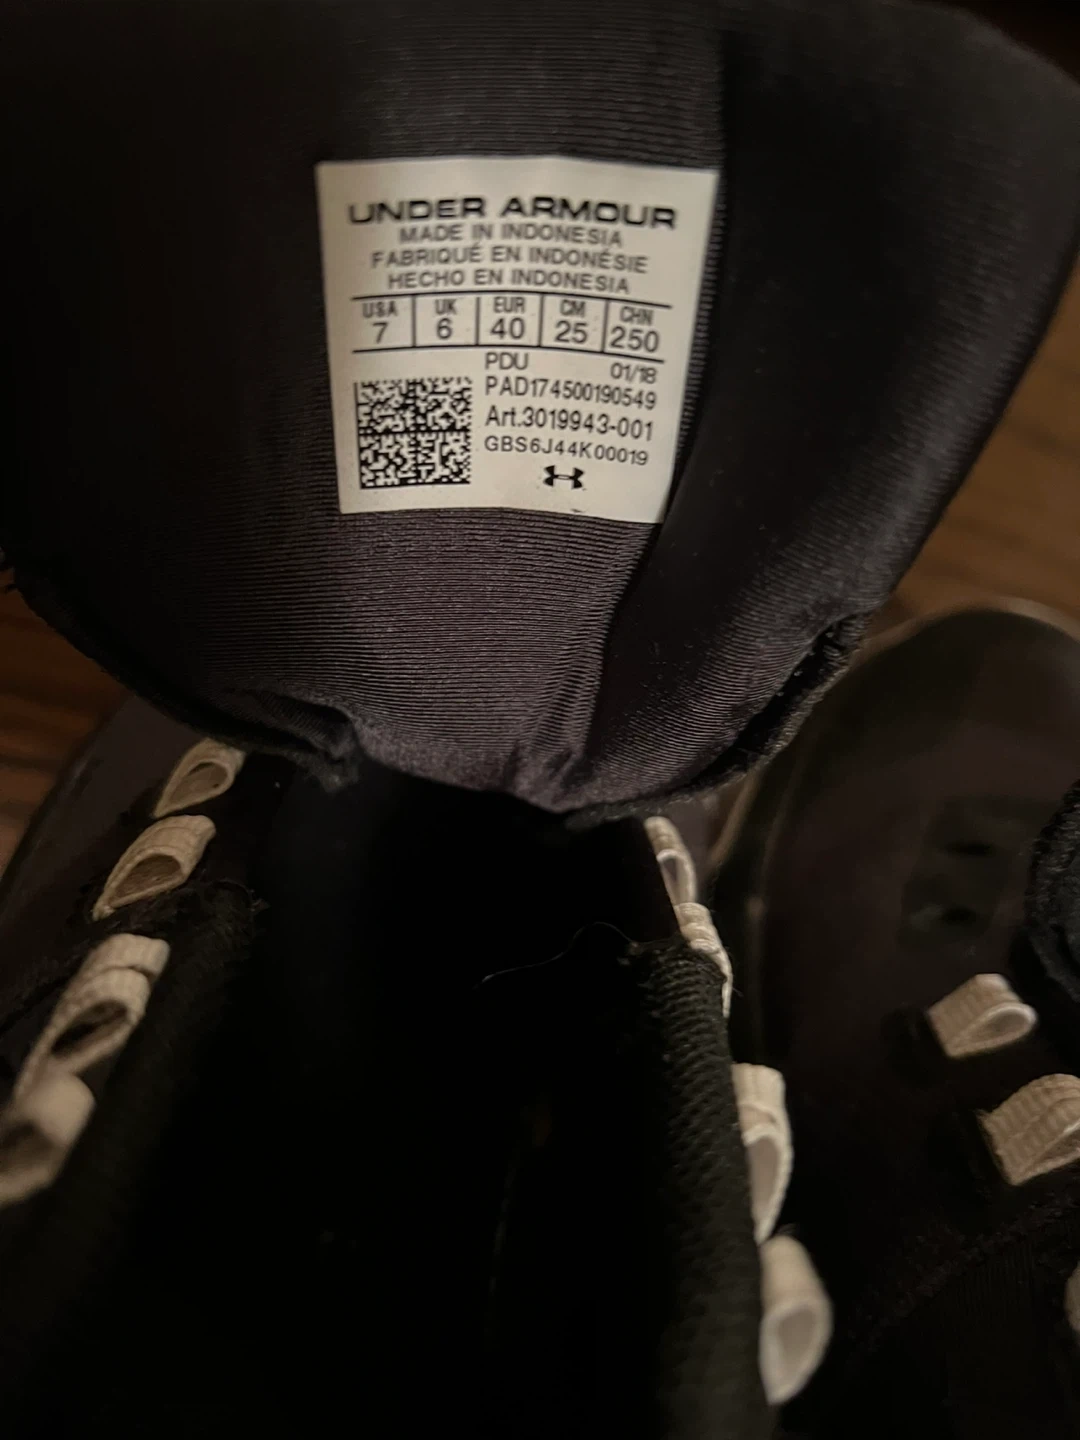 UNDER ARMOUR
MADE IN INDONESIA
FABRIQUÉ EN INDONÉSIE
HECHO EN INDONESIA
USA UK EUR CM CHN
7 6 40 25 250
PDU 01/18
PAD174500190549
Art.3019943-001
GBS6J44K00019